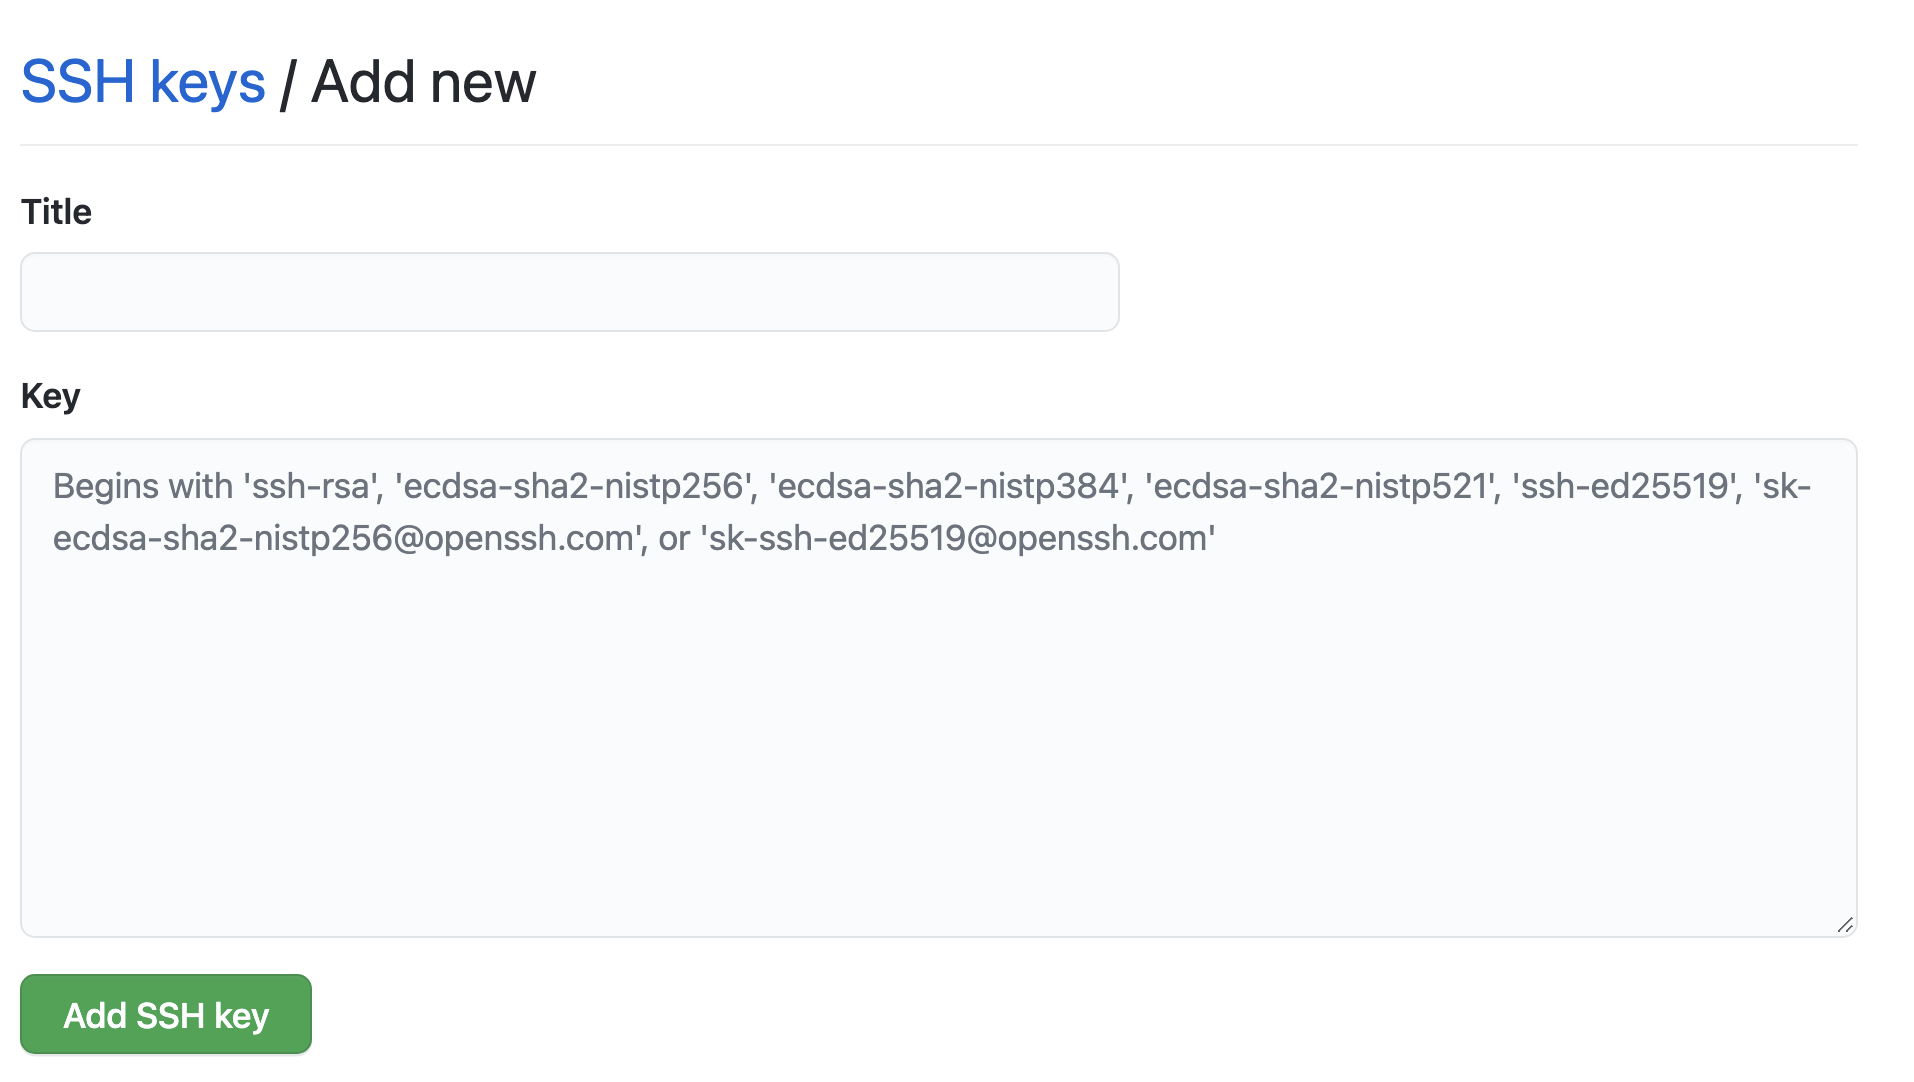 SSH keys / Add new
Title
Key
Begins with 'ssh-rsa', 'ecdsa-sha2-nistp256', 'ecdsa-sha2-nistp384', 'ecdsa-sha2-nistp521', 'ssh-ed25519', 'sk-
ecdsa-sha2-nistp256@openssh.com', or 'sk-ssh-ed25519@openssh.com'
Add SSH key